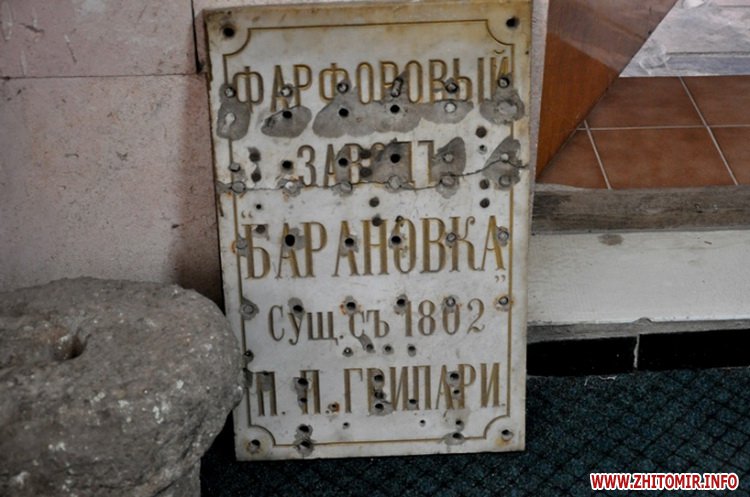 ФАРФОРОВЫЙ
ЗАВОДЪ
"БАРАНОВКА"
Сущ. съ 1802
П. П. ГРИПАРИ.
WWW.ZHITOMIR.INFO